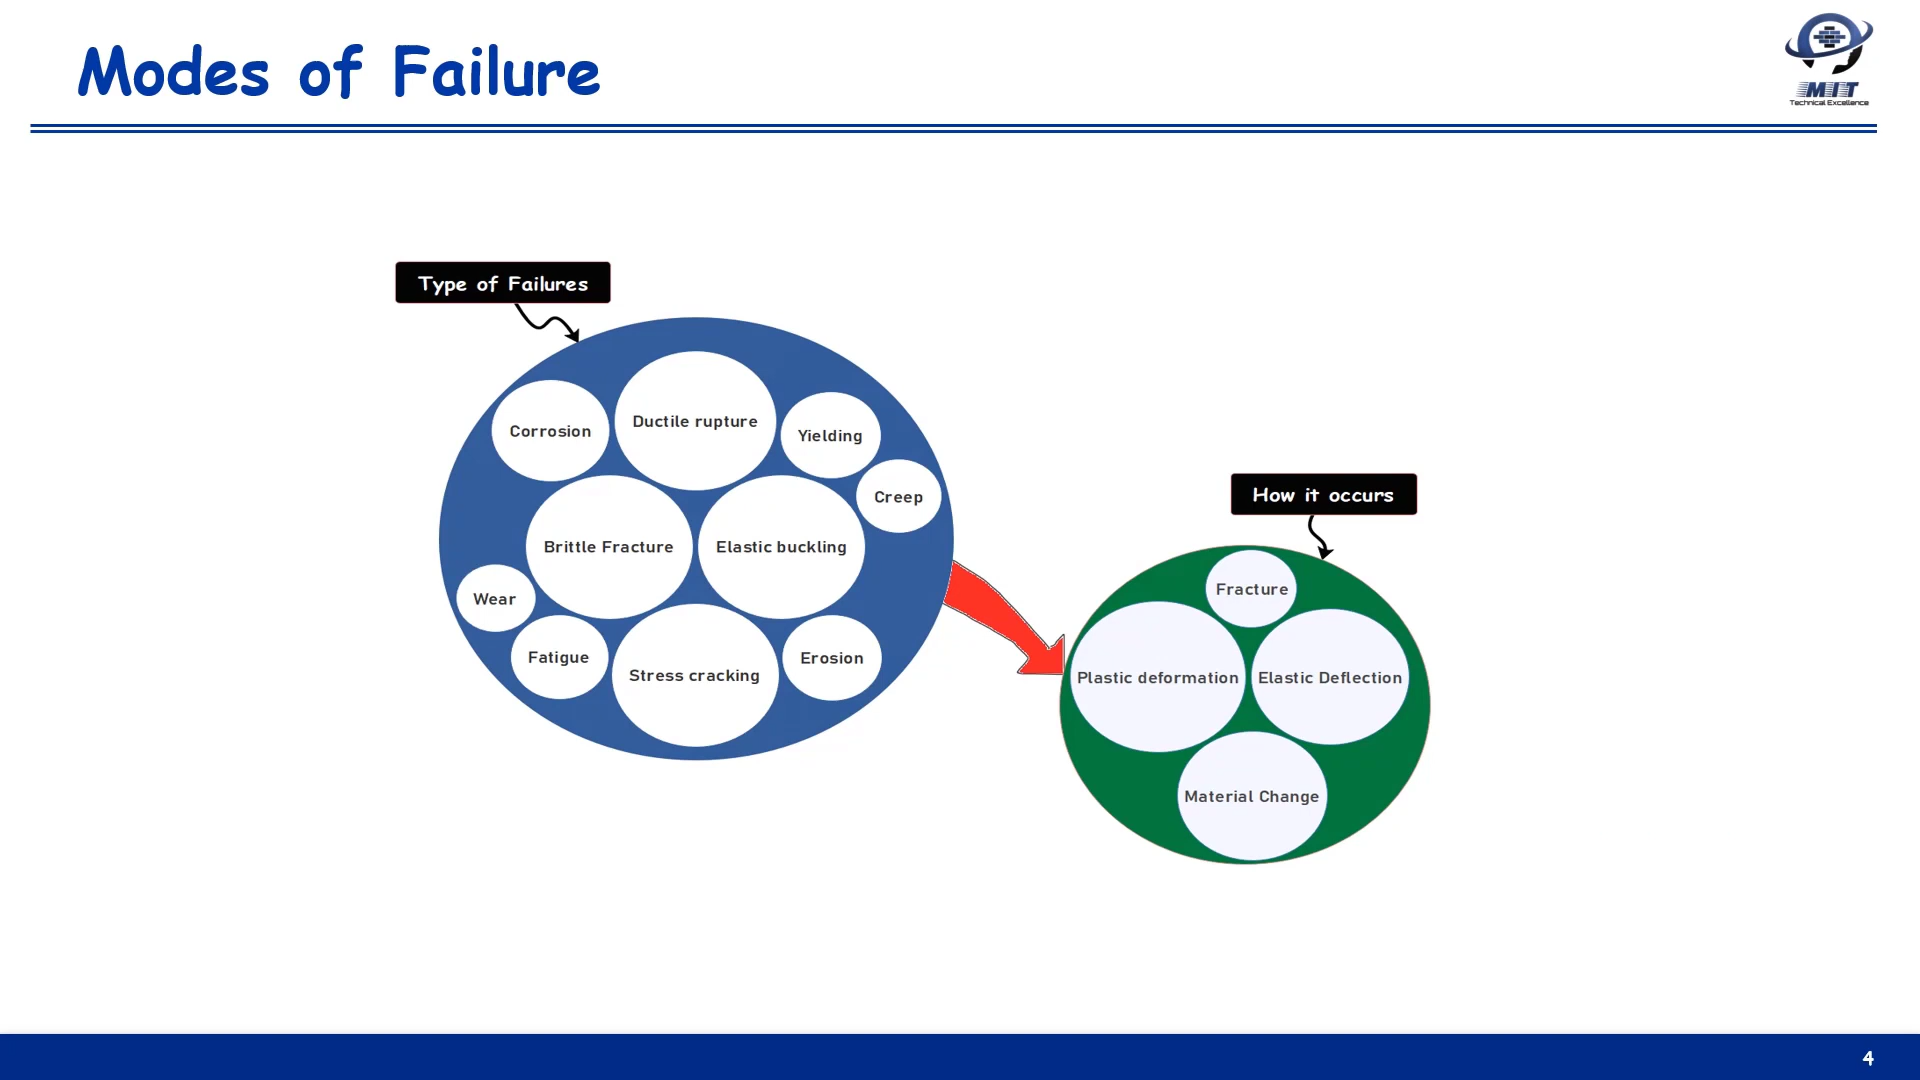 Modes of Failure
MIT
Technical Excellence
Type of Failures
Corrosion
Ductile rupture
Yielding
Creep
Brittle Fracture
Elastic buckling
Wear
Fatigue
Stress cracking
Erosion
How it occurs
Fracture
Plastic deformation
Elastic Deflection
Material Change
4